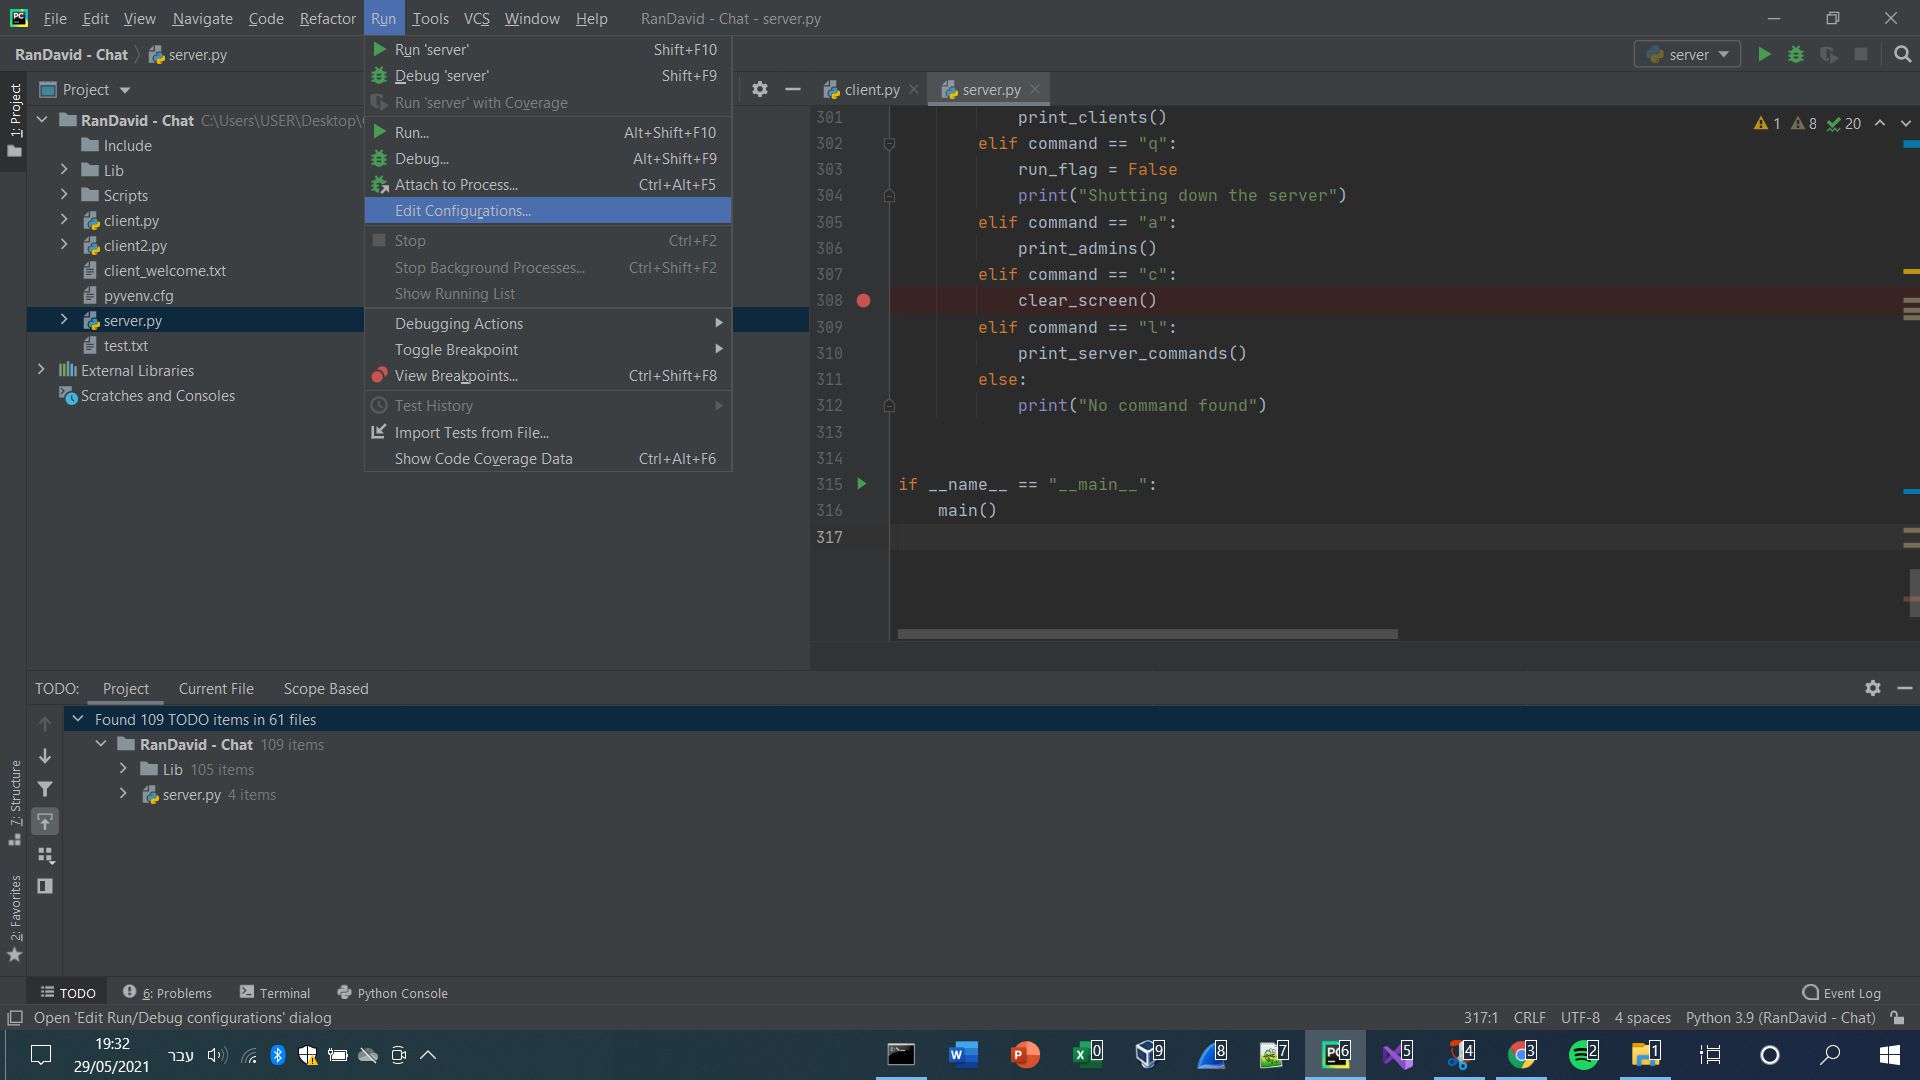 File Edit View Navigate Code Refactor Run Tools VCS Window Help RanDavid - Chat - server.py
RanDavid - Chat server.py
server
1: Project
Project
RanDavid - Chat C:\Users\USER\Desktop\
Include
Lib
Scripts
client.py
client2.py
client_welcome.txt
pyvenv.cfg
server.py
test.txt
External Libraries
Scratches and Consoles
Run 'server' Shift+F10
Debug 'server' Shift+F9
Run 'server' with Coverage
Run... Alt+Shift+F10
Debug... Alt+Shift+F9
Attach to Process... Ctrl+Alt+F5
Edit Configurations...
Stop Ctrl+F2
Stop Background Processes... Ctrl+Shift+F2
Show Running List
Debugging Actions
Toggle Breakpoint
View Breakpoints... Ctrl+Shift+F8
Test History
Import Tests from File...
Show Code Coverage Data Ctrl+Alt+F6
client.py server.py
1 8 20
301 print_clients()
302 elif command == "q":
303 run_flag = False
304 print("Shutting down the server")
305 elif command == "a":
306 print_admins()
307 elif command == "c":
308 clear_screen()
309 elif command == "l":
310 print_server_commands()
311 else:
312 print("No command found")
313
314
315 if __name__ == "__main__":
316 main()
317
TODO: Project Current File Scope Based
Found 109 TODO items in 61 files
RanDavid - Chat 109 items
Lib 105 items
server.py 4 items
7: Structure
2: Favorites
TODO 6: Problems Terminal Python Console Event Log
Open 'Edit Run/Debug configurations' dialog 317:1 CRLF UTF-8 4 spaces Python 3.9 (RanDavid - Chat)
19:32
29/05/2021
עבר
0 9 8 7 6 5 4 3 2 1